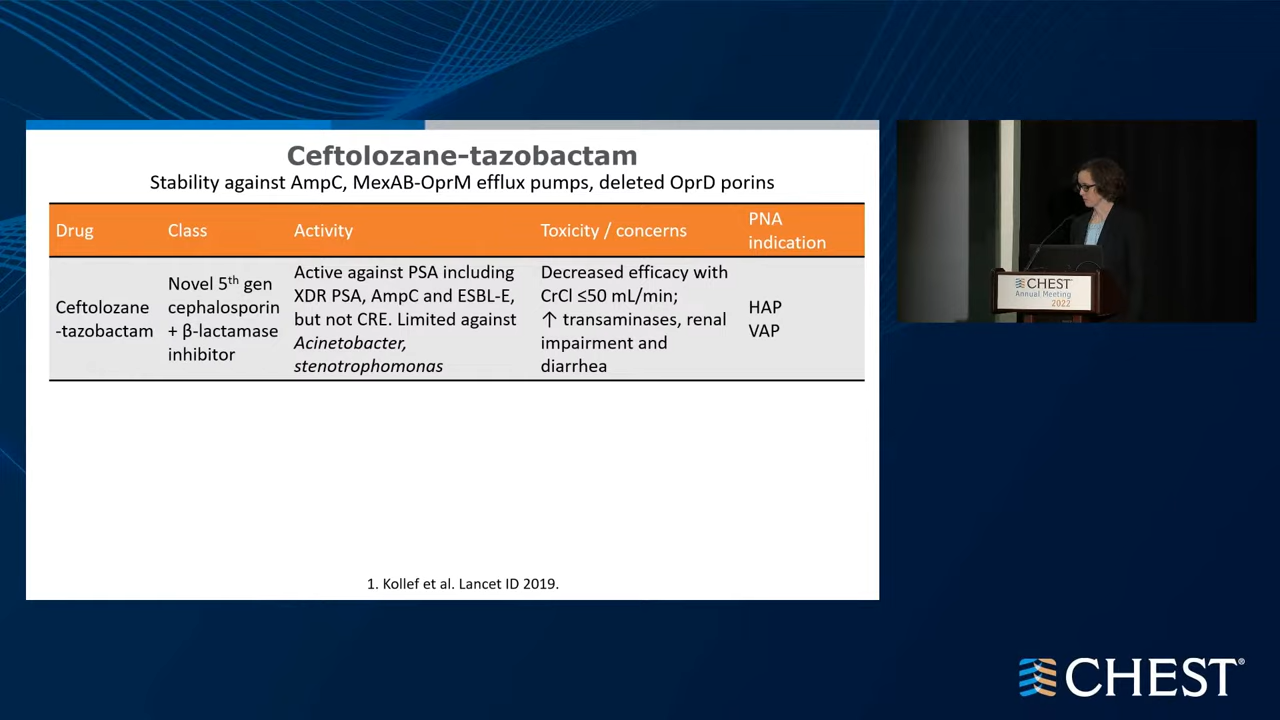 Ceftolozane-tazobactam
Stability against AmpC, MexAB-OprM efflux pumps, deleted OprD porins
Drug
Class
Activity
Toxicity / concerns
PNA
indication
Ceftolozane
-tazobactam
Novel 5th gen
cephalosporin
+ β-lactamase
inhibitor
Active against PSA including
XDR PSA, AmpC and ESBL-E,
but not CRE. Limited against
Acinetobacter,
stenotrophomonas
Decreased efficacy with
CrCl ≤50 mL/min;
↑ transaminases, renal
impairment and
diarrhea
HAP
VAP
1. Kollef et al. Lancet ID 2019.
CHEST
Annual Meeting
2022
CHEST®